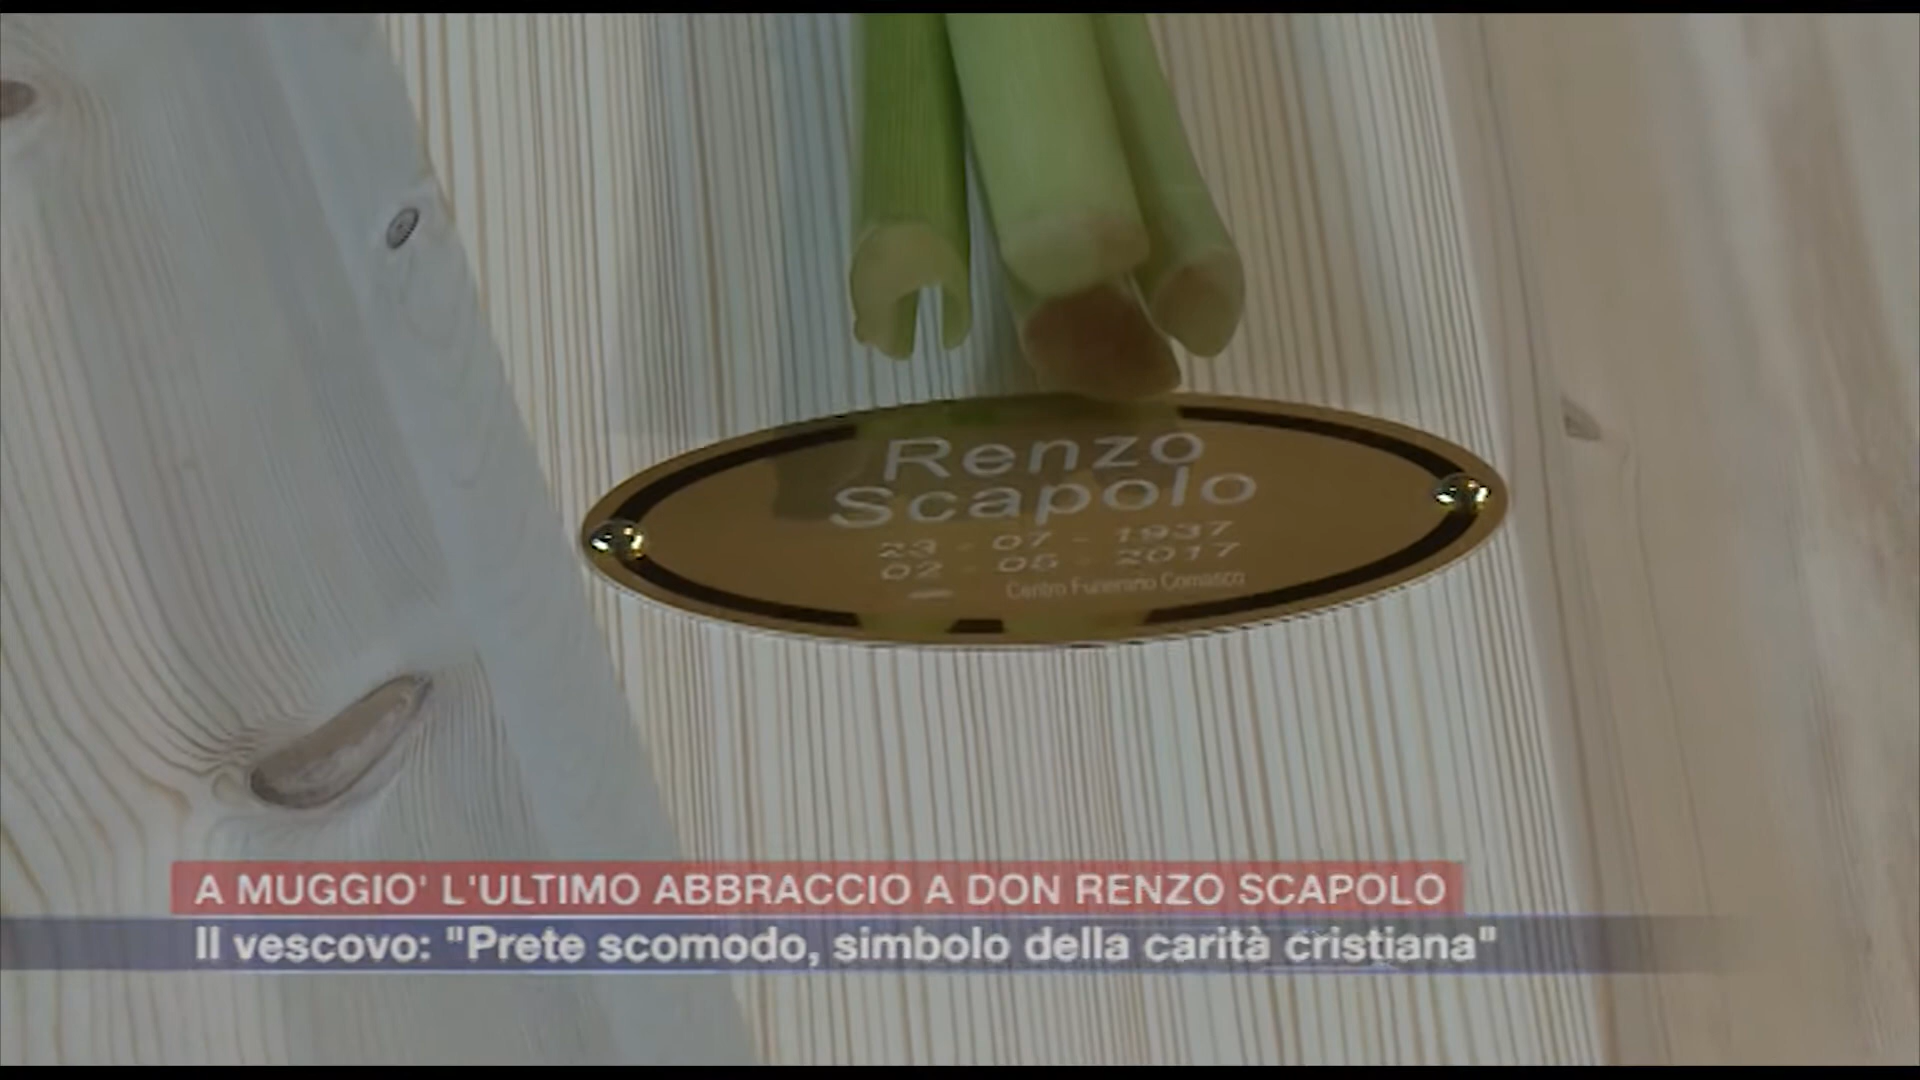 Renzo
Scapolo
23 - 07 - 1937
02 - 05 - 2017
Centro Funerario Comasco
A MUGGIO' L'ULTIMO ABBRACCIO A DON RENZO SCAPOLO
Il vescovo: "Prete scomodo, simbolo della carità cristiana"